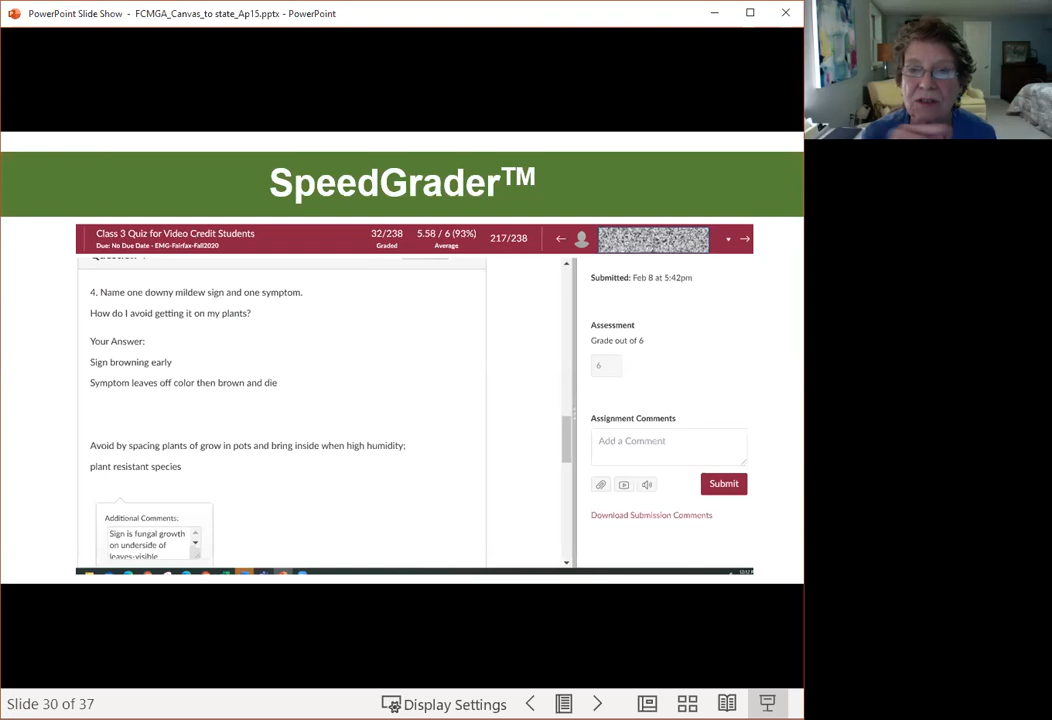 PowerPoint Slide Show - FCMGA_Canvas_to state_Ap15.pptx - PowerPoint
SpeedGrader™
Class 3 Quiz for Video Credit Students
Due: No Due Date - EMG-Fairfax-Fall2020
32/238
Graded
5.58 / 6 (93%)
Average
217/238
4. Name one downy mildew sign and one symptom.
How do I avoid getting it on my plants?
Your Answer:
Sign browning early
Symptom leaves off color then brown and die
Avoid by spacing plants of grow in pots and bring inside when high humidity;
plant resistant species
Additional Comments:
Sign is fungal growth
on underside of
leaves-visible
Submitted: Feb 8 at 5:42pm
Assessment
Grade out of 6
6
Assignment Comments
Add a Comment
Submit
Download Submission Comments
Slide 30 of 37
Display Settings